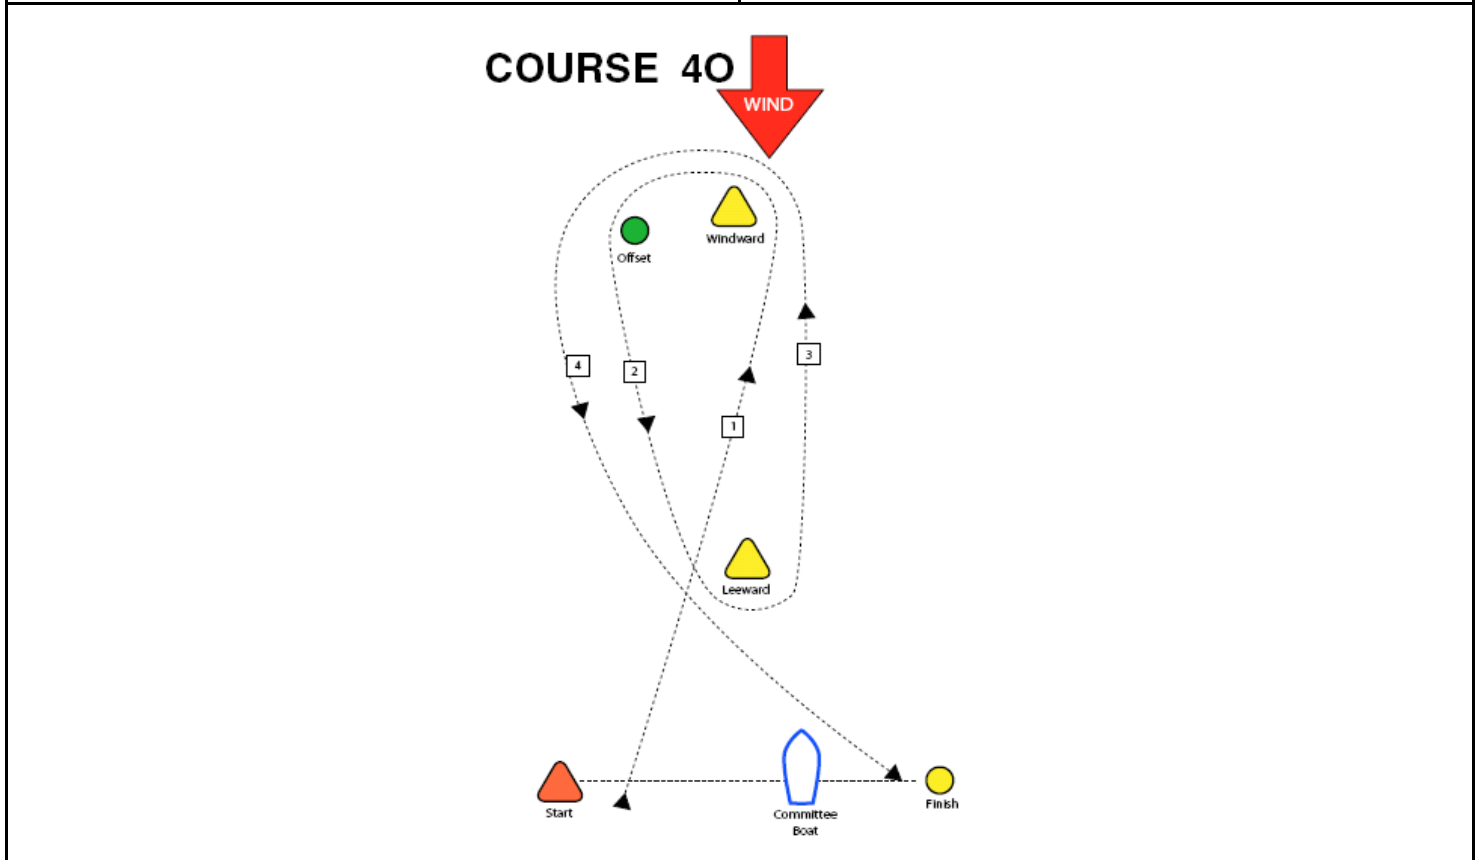 COURSE 4O
WIND
Windward
Offset
3
4
2
1
Leeward
Start
Committee
Boat
Finish